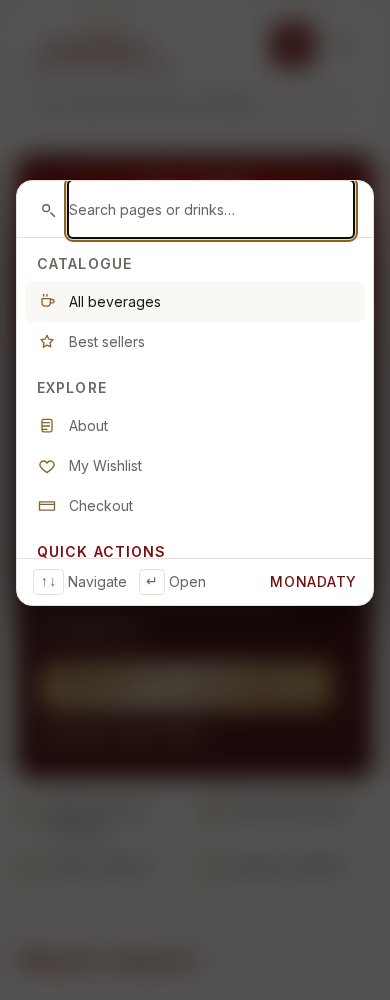 Search pages or drinks…
CATALOGUE
All beverages
Best sellers
EXPLORE
About
My Wishlist
Checkout
QUICK ACTIONS
↑↓ Navigate ↵ Open MONADATY